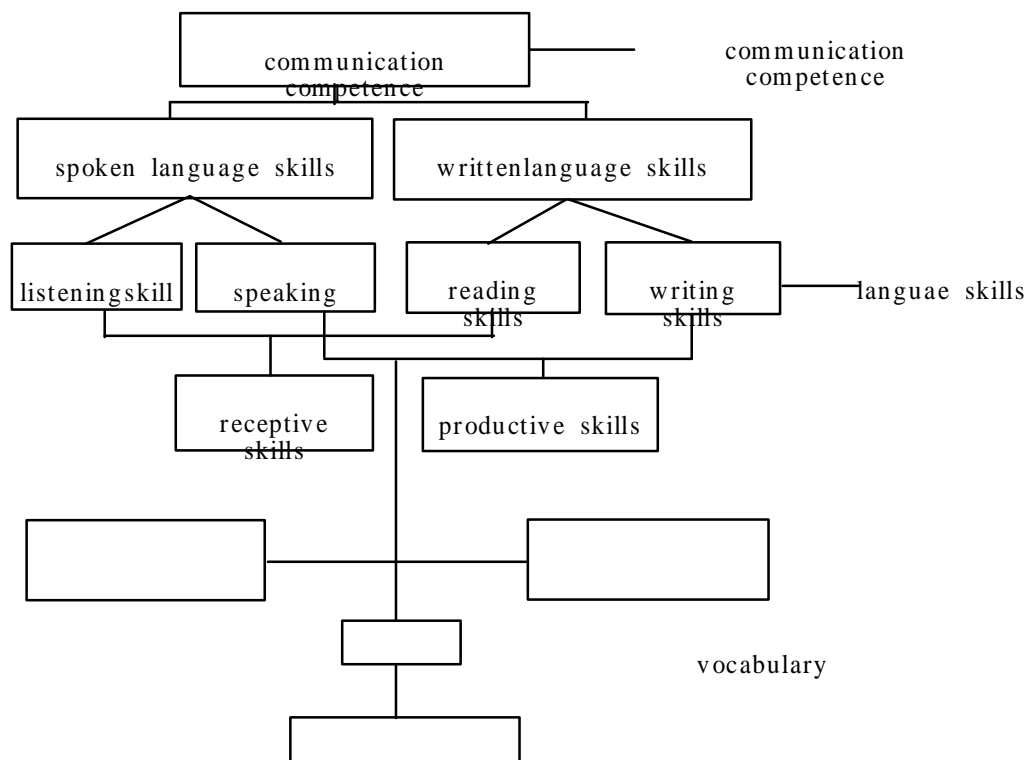 communication
competence
communication
competence
spoken language skills
writtenlanguage skills
listeningskill
speaking
reading
skills
writing
skills
languae skills
receptive
skills
productive skills
vocabulary